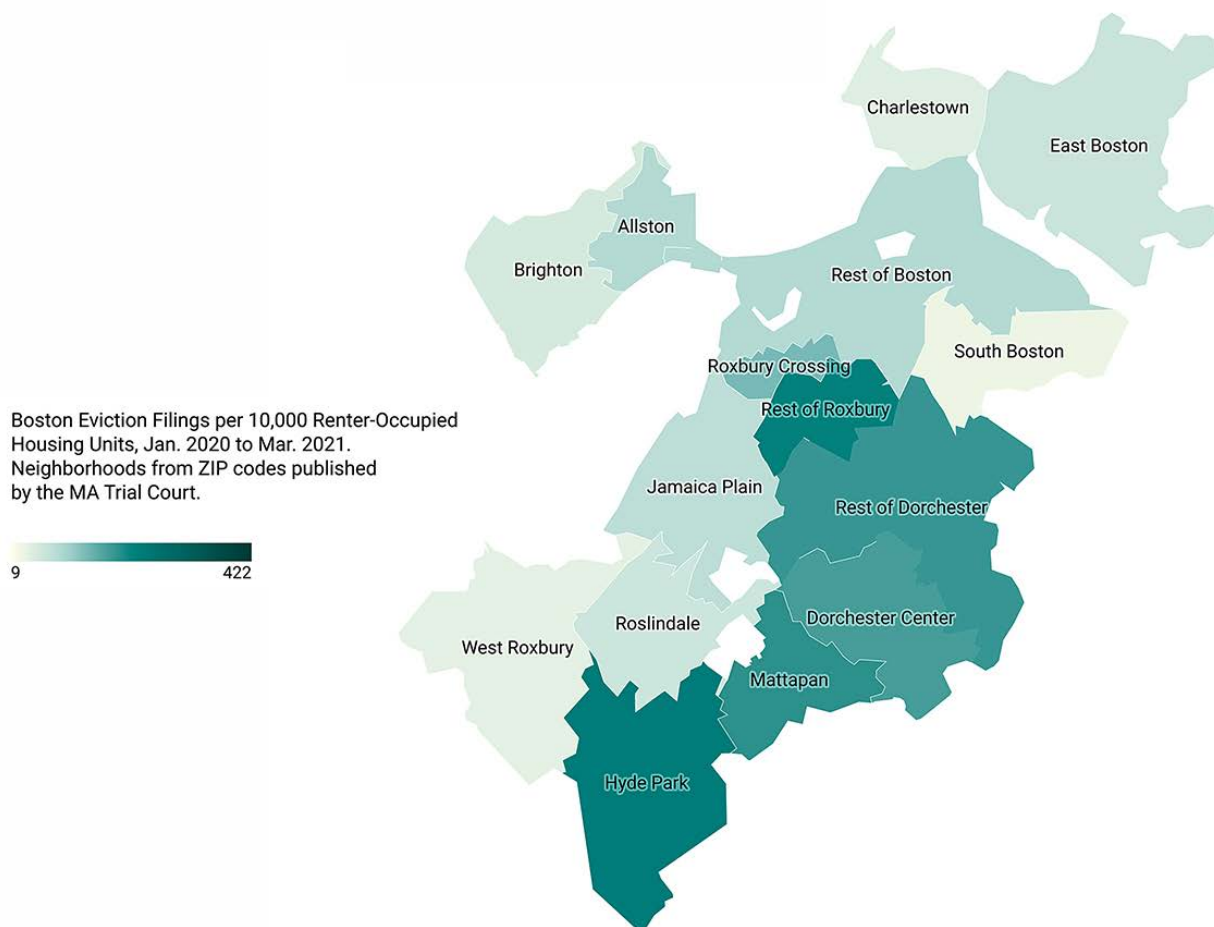 Charlestown
East Boston
Allston
Brighton
Rest of Boston
South Boston
Roxbury Crossing
Rest of Roxbury
Boston Eviction Filings per 10,000 Renter-Occupied
Housing Units, Jan. 2020 to Mar. 2021.
Neighborhoods from ZIP codes published
by the MA Trial Court.
Jamaica Plain
Rest of Dorchester
9 422
Dorchester Center
Roslindale
West Roxbury
Mattapan
Hyde Park